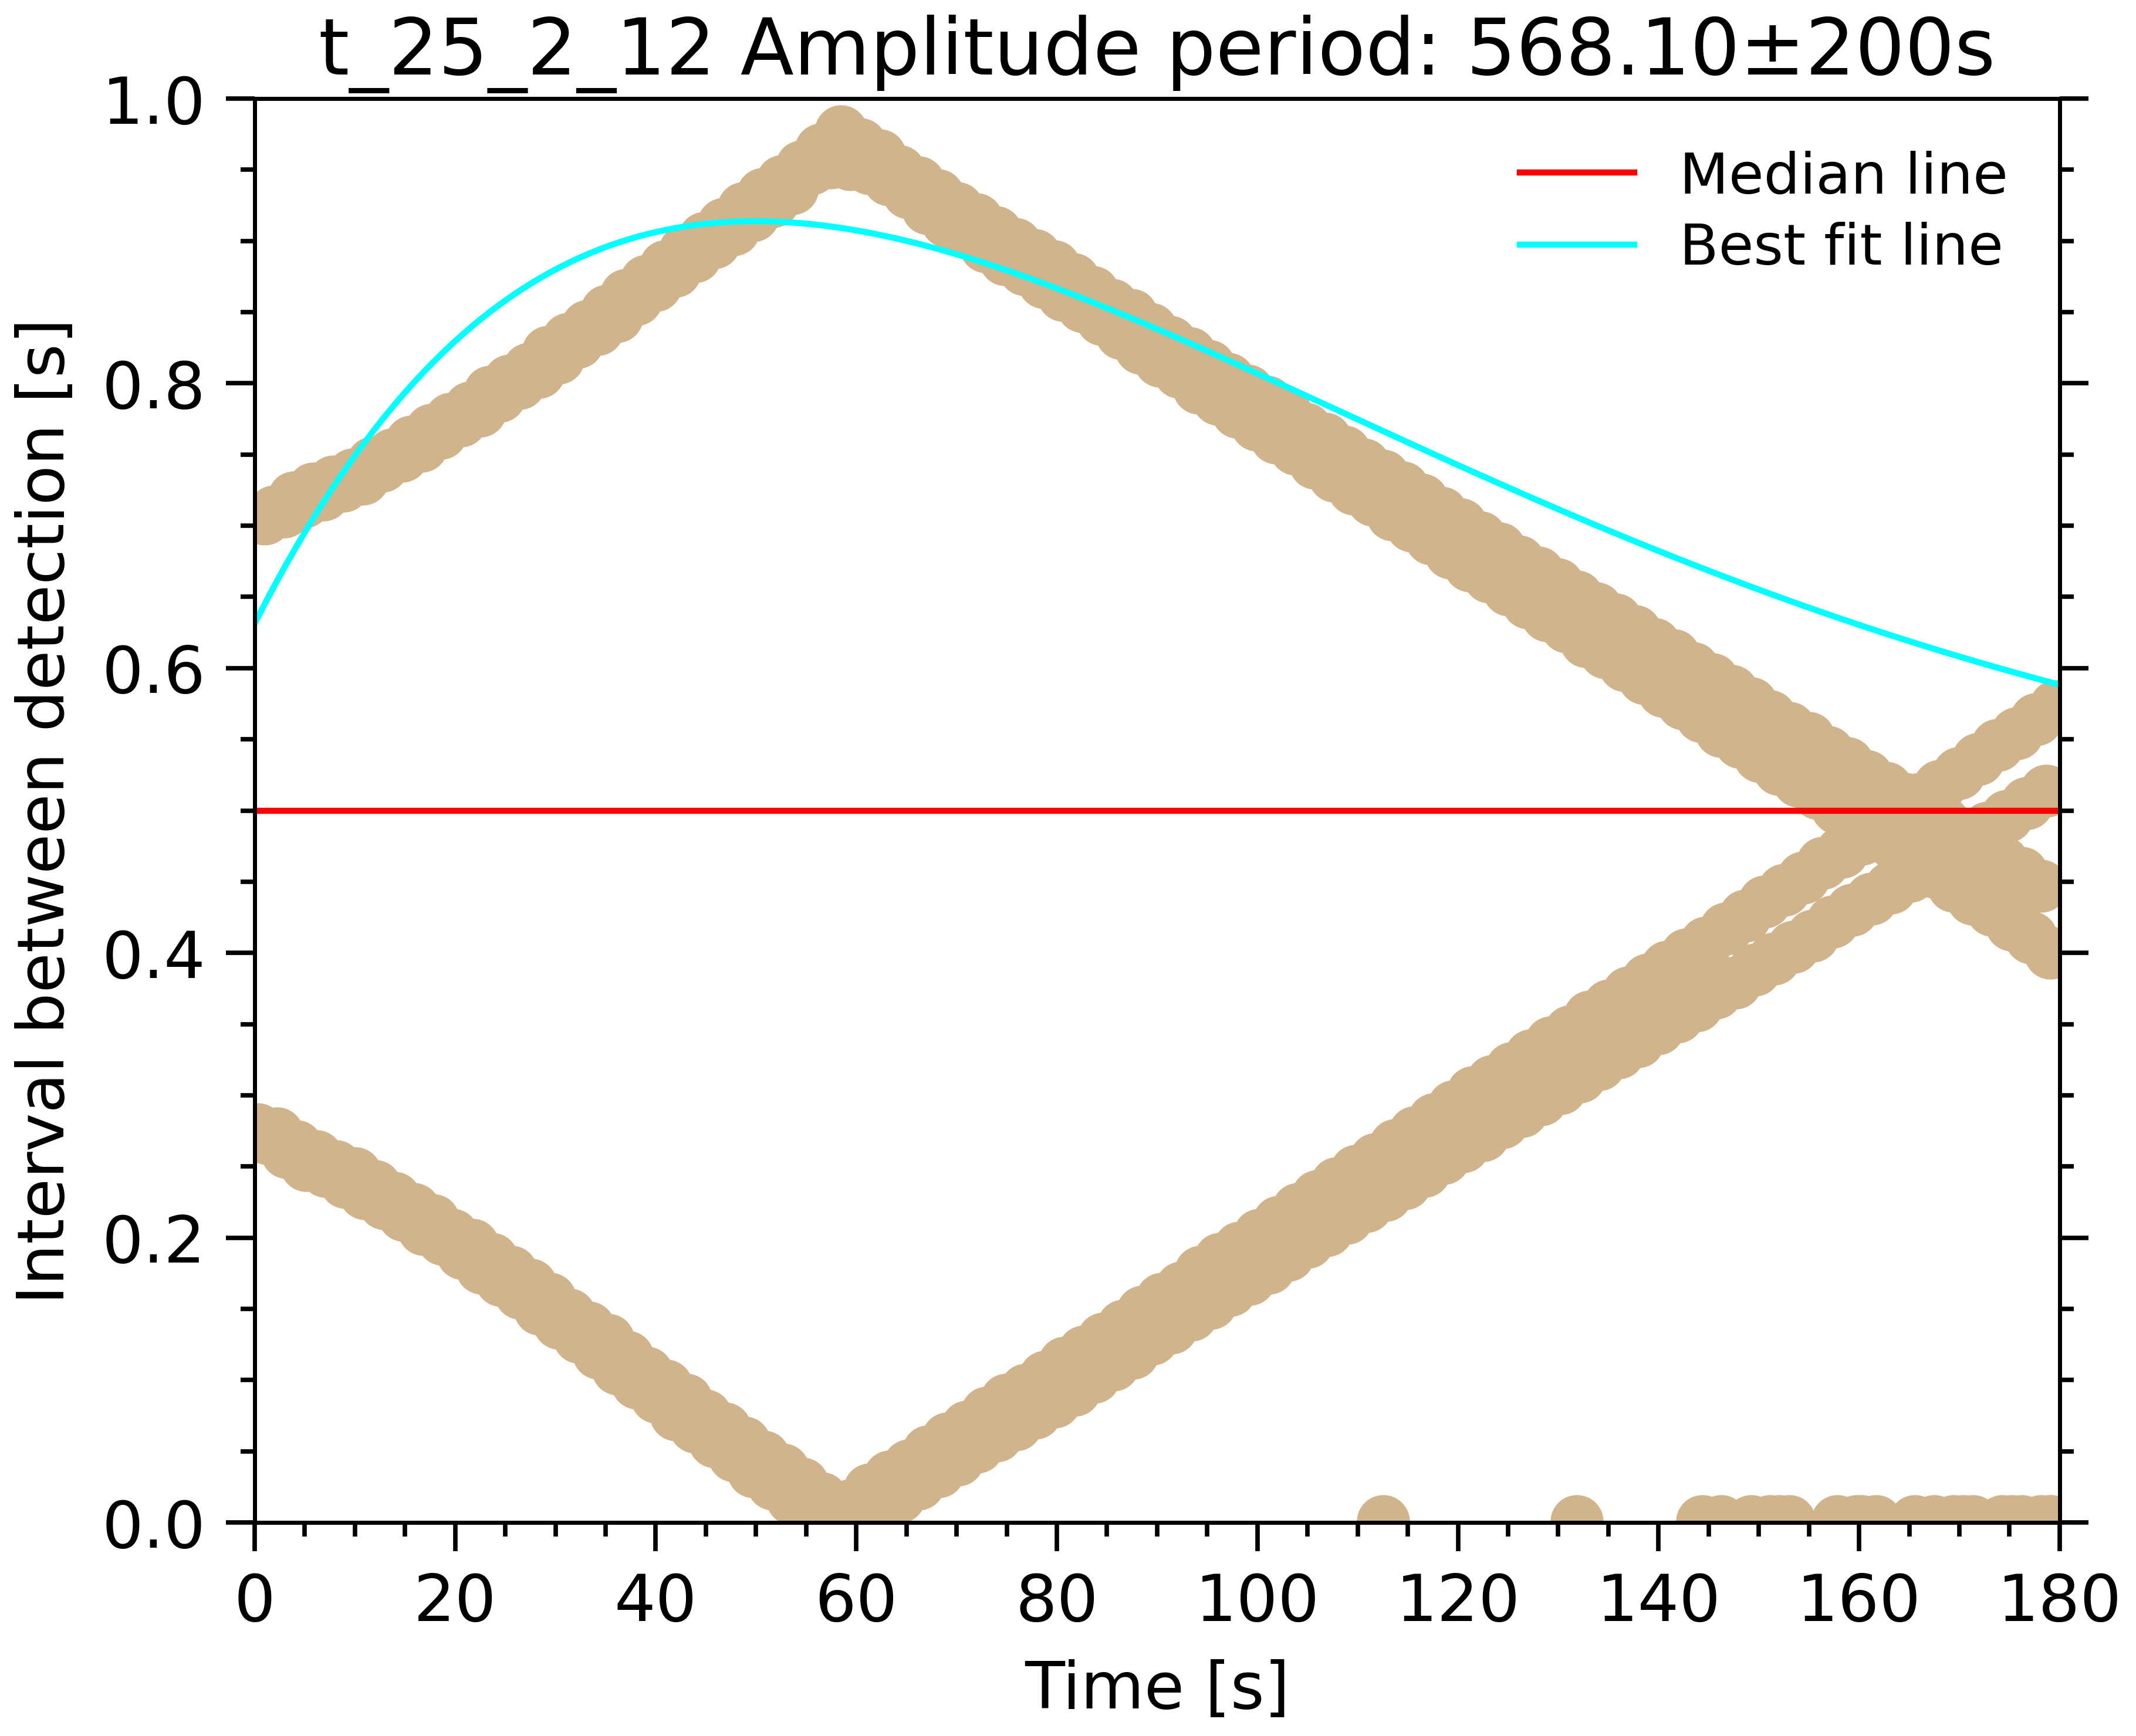 t_25_2_12 Amplitude period: 568.10±200s
1.0
0.8
0.6
0.4
0.2
0.0
Interval between detection [s]
Median line
Best fit line
0 20 40 60 80 100 120 140 160 180
Time [s]